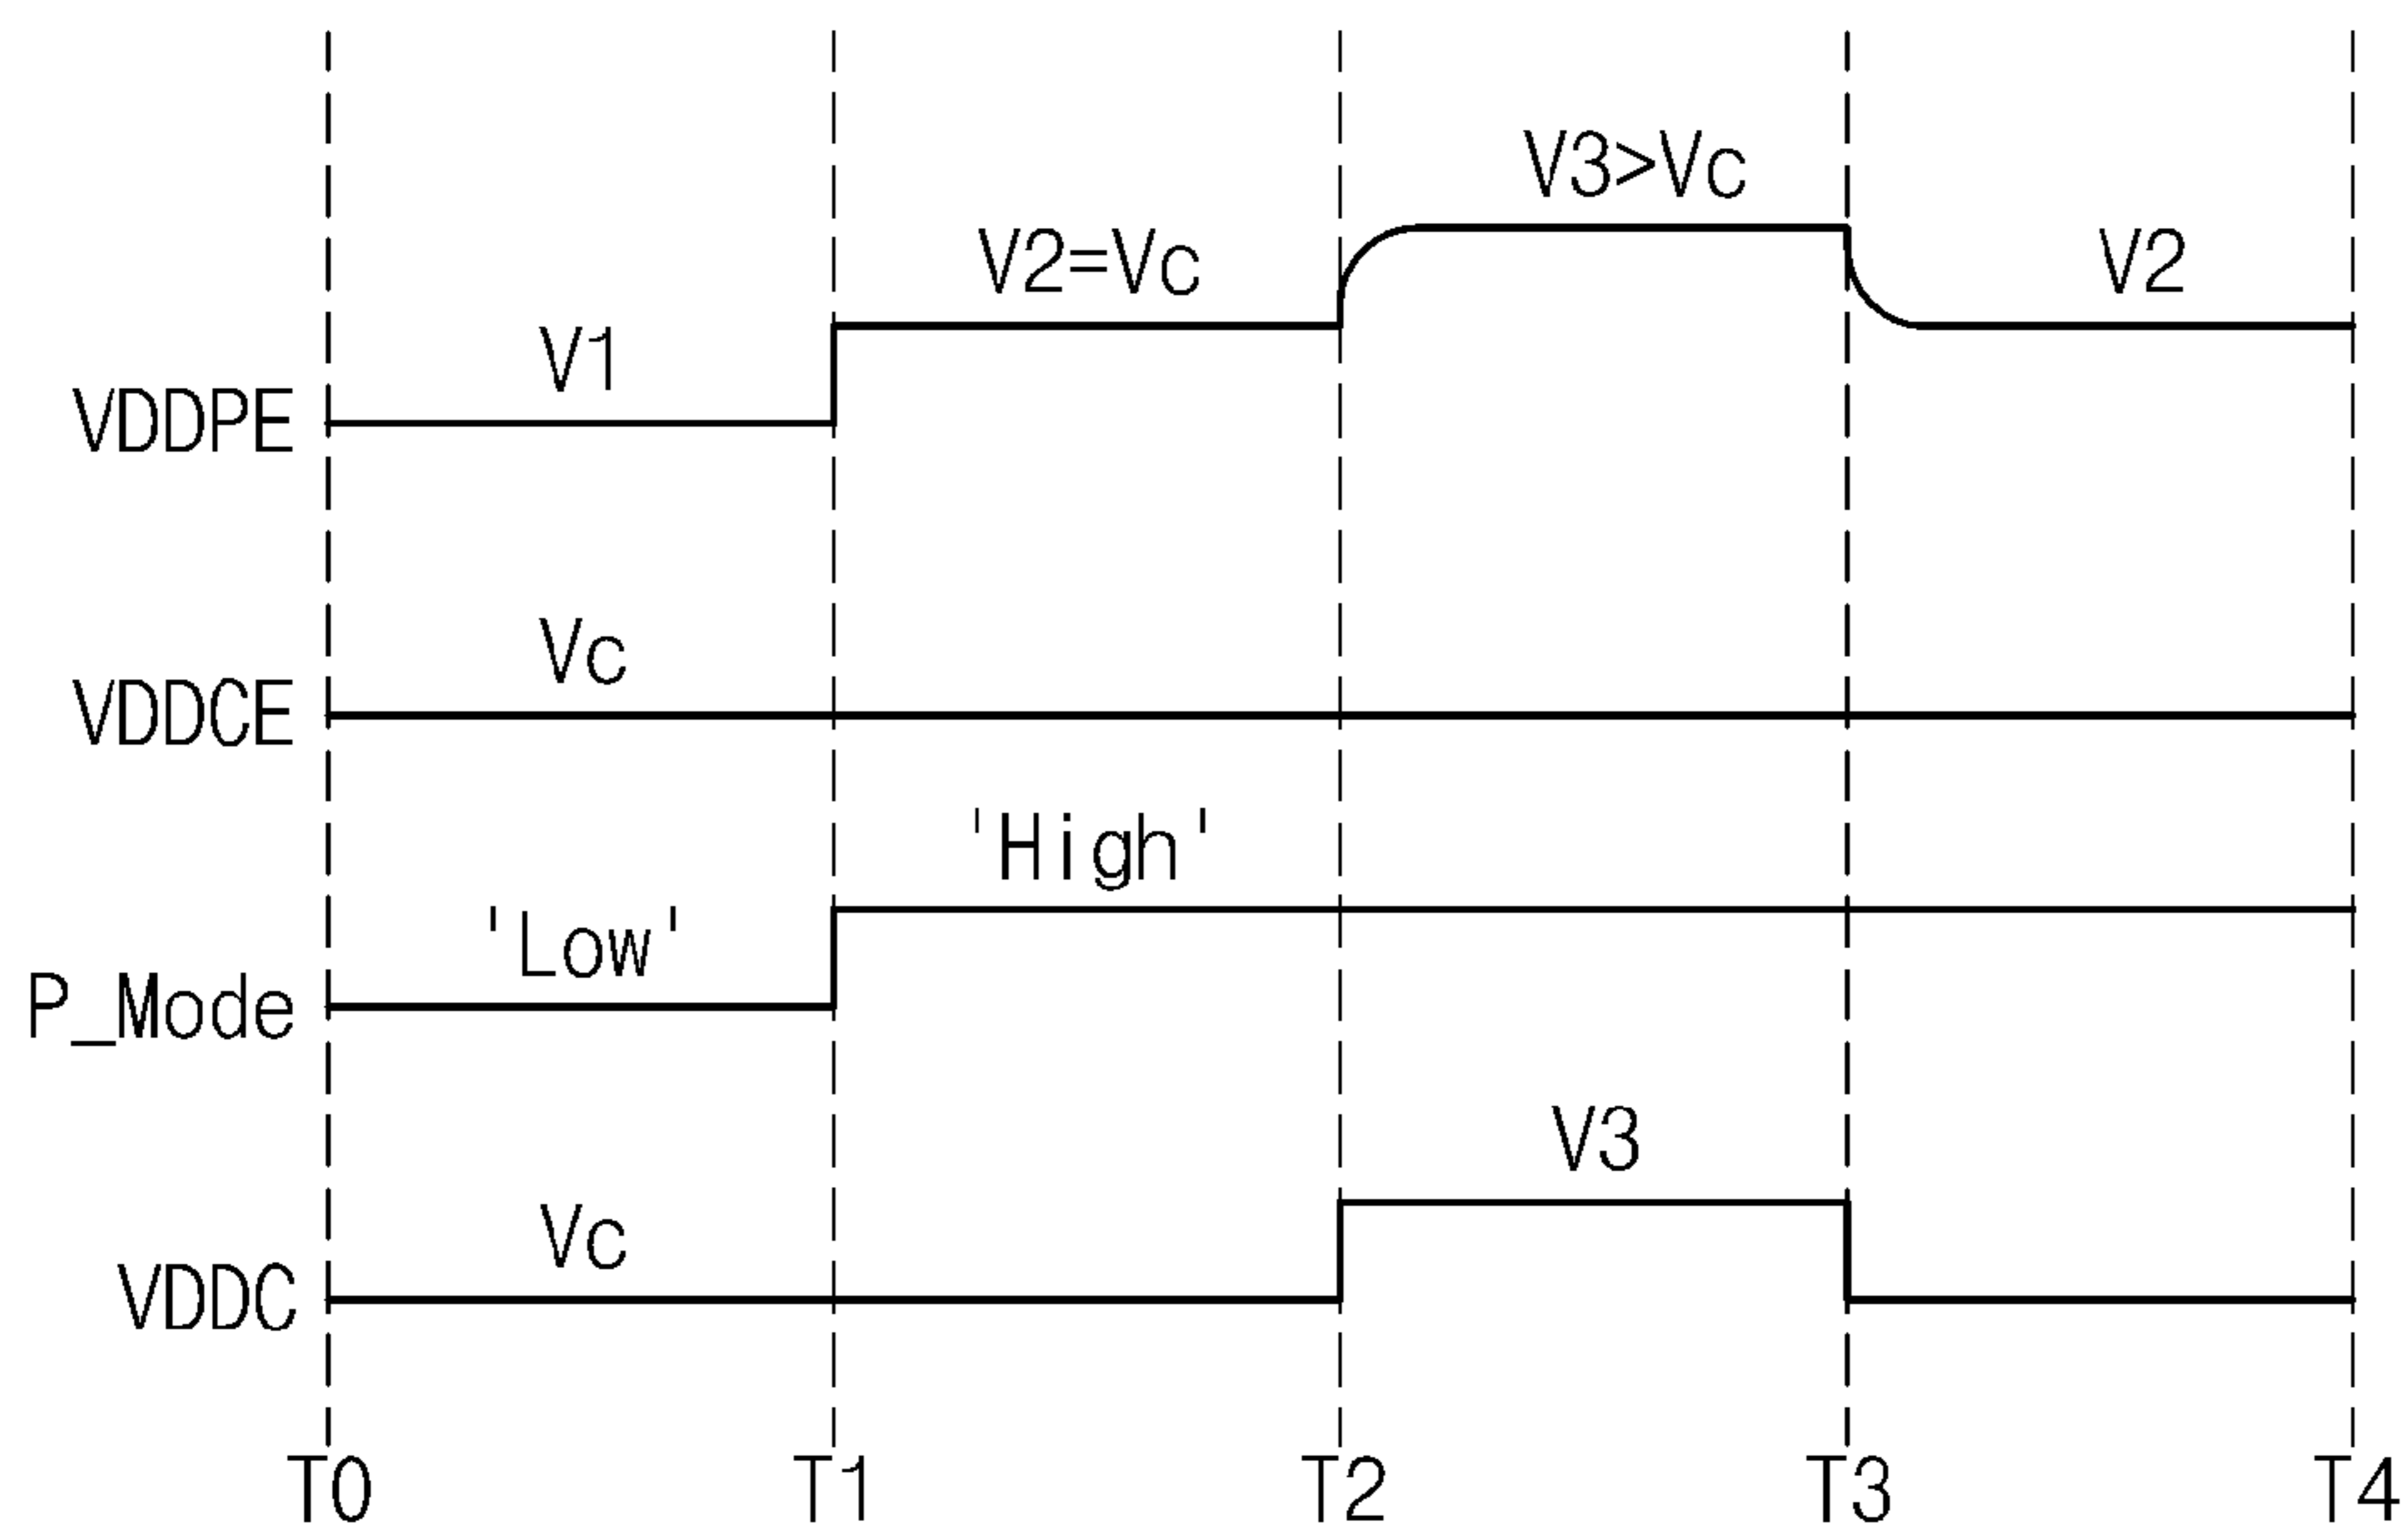 V3>Vc
V2=Vc
V2
V1
VDDPE
Vc
VDDCE
'High'
'Low'
P_Mode
V3
Vc
VDDC
T0 T1 T2 T3 T4